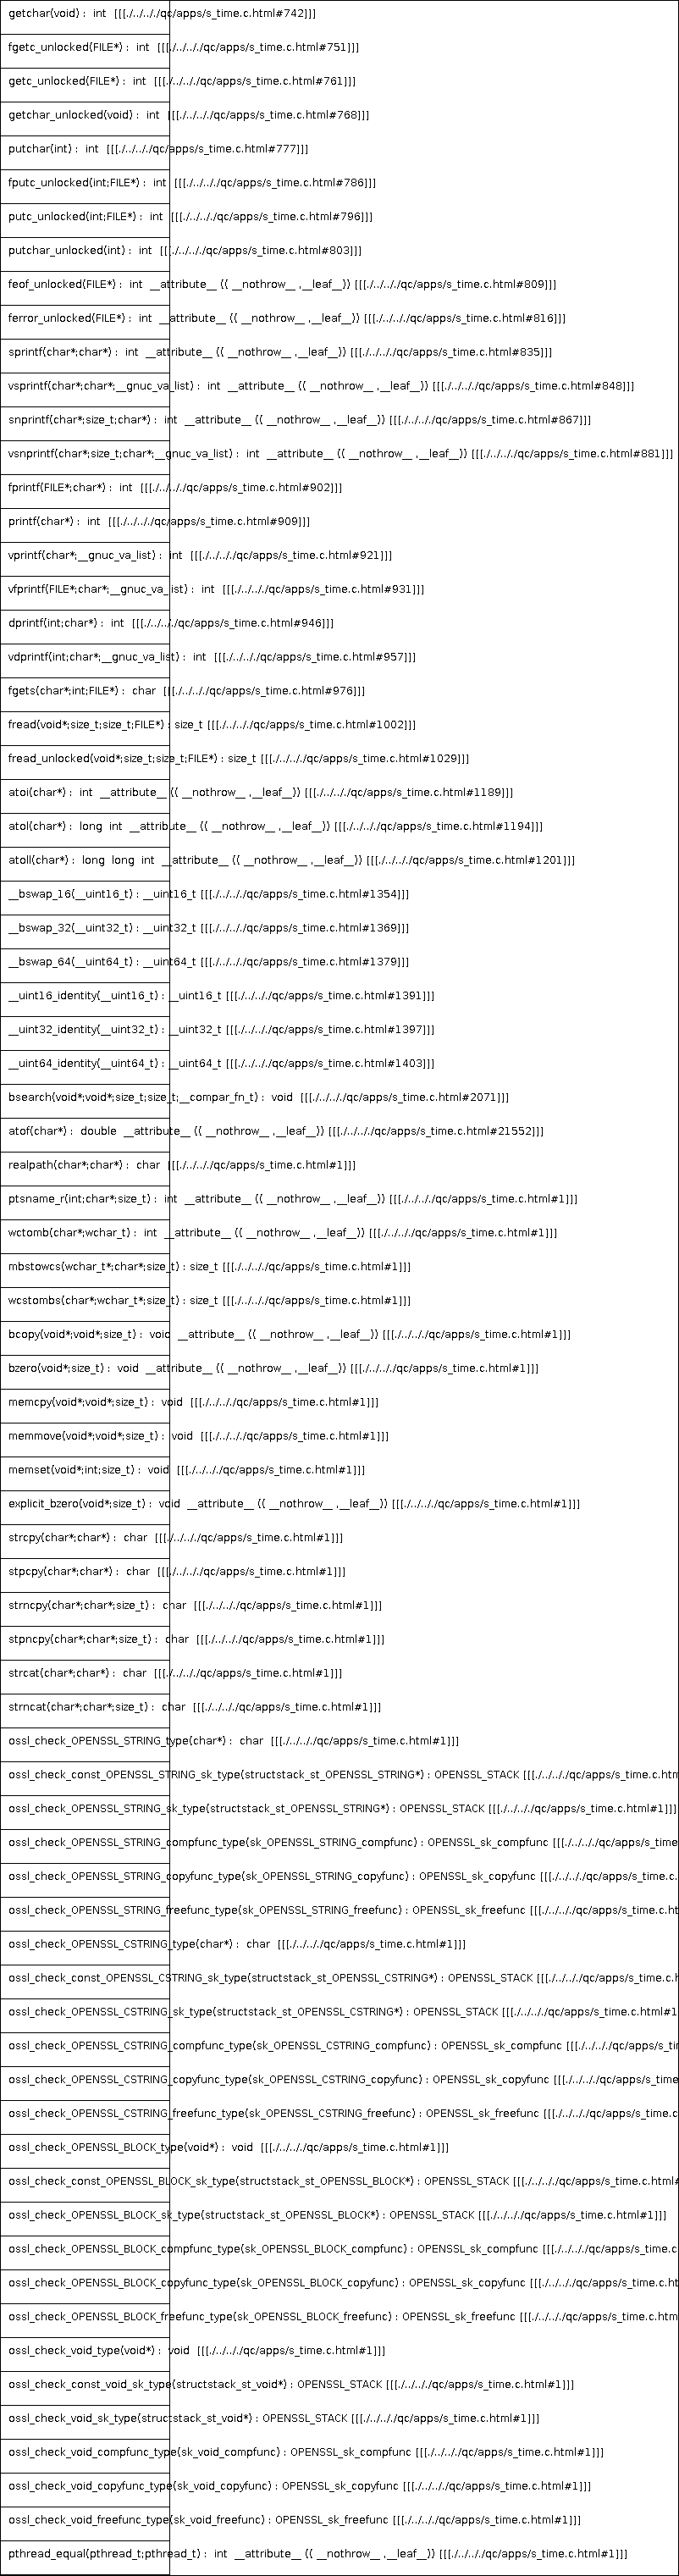 getchar(void) :  int  [[[./../.././qc/apps/s_time.c.html#742]]]
fgetc_unlocked(FILE*) :  int  [[[./../.././qc/apps/s_time.c.html#751]]]
getc_unlocked(FILE*) :  int  [[[./../.././qc/apps/s_time.c.html#761]]]
getchar_unlocked(void) :  int  [[[./../.././qc/apps/s_time.c.html#768]]]
putchar(int) :  int  [[[./../.././qc/apps/s_time.c.html#777]]]
fputc_unlocked(int;FILE*) :  int  [[[./../.././qc/apps/s_time.c.html#786]]]
putc_unlocked(int;FILE*) :  int  [[[./../.././qc/apps/s_time.c.html#796]]]
putchar_unlocked(int) :  int  [[[./../.././qc/apps/s_time.c.html#803]]]
feof_unlocked(FILE*) :  int  __attribute__ (( __nothrow__ ,__leaf__)) [[[./../.././qc/apps/s_time.c.html#809]]]
ferror_unlocked(FILE*) :  int  __attribute__ (( __nothrow__ ,__leaf__)) [[[./../.././qc/apps/s_time.c.html#816]]]
sprintf(char*;char*) :  int  __attribute__ (( __nothrow__ ,__leaf__)) [[[./../.././qc/apps/s_time.c.html#835]]]
vsprintf(char*;char*;__gnuc_va_list) :  int  __attribute__ (( __nothrow__ ,__leaf__)) [[[./../.././qc/apps/s_time.c.html#848]]]
snprintf(char*;size_t;char*) :  int  __attribute__ (( __nothrow__ ,__leaf__)) [[[./../.././qc/apps/s_time.c.html#867]]]
vsnprintf(char*;size_t;char*;__gnuc_va_list) :  int  __attribute__ (( __nothrow__ ,__leaf__)) [[[./../.././qc/apps/s_time.c.html#881]]]
fprintf(FILE*;char*) :  int  [[[./../.././qc/apps/s_time.c.html#902]]]
printf(char*) :  int  [[[./../.././qc/apps/s_time.c.html#909]]]
vprintf(char*;__gnuc_va_list) :  int  [[[./../.././qc/apps/s_time.c.html#921]]]
vfprintf(FILE*;char*;__gnuc_va_list) :  int  [[[./../.././qc/apps/s_time.c.html#931]]]
dprintf(int;char*) :  int  [[[./../.././qc/apps/s_time.c.html#946]]]
vdprintf(int;char*;__gnuc_va_list) :  int  [[[./../.././qc/apps/s_time.c.html#957]]]
fgets(char*;int;FILE*) :  char  [[[./../.././qc/apps/s_time.c.html#976]]]
fread(void*;size_t;size_t;FILE*) : size_t [[[./../.././qc/apps/s_time.c.html#1002]]]
fread_unlocked(void*;size_t;size_t;FILE*) : size_t [[[./../.././qc/apps/s_time.c.html#1029]]]
atoi(char*) :  int  __attribute__ (( __nothrow__ ,__leaf__)) [[[./../.././qc/apps/s_time.c.html#1189]]]
atol(char*) :  long  int  __attribute__ (( __nothrow__ ,__leaf__)) [[[./../.././qc/apps/s_time.c.html#1194]]]
atoll(char*) :  long  long  int  __attribute__ (( __nothrow__ ,__leaf__)) [[[./../.././qc/apps/s_time.c.html#1201]]]
__bswap_16(__uint16_t) : __uint16_t [[[./../.././qc/apps/s_time.c.html#1354]]]
__bswap_32(__uint32_t) : __uint32_t [[[./../.././qc/apps/s_time.c.html#1369]]]
__bswap_64(__uint64_t) : __uint64_t [[[./../.././qc/apps/s_time.c.html#1379]]]
__uint16_identity(__uint16_t) : __uint16_t [[[./../.././qc/apps/s_time.c.html#1391]]]
__uint32_identity(__uint32_t) : __uint32_t [[[./../.././qc/apps/s_time.c.html#1397]]]
__uint64_identity(__uint64_t) : __uint64_t [[[./../.././qc/apps/s_time.c.html#1403]]]
bsearch(void*;void*;size_t;size_t;__compar_fn_t) :  void  [[[./../.././qc/apps/s_time.c.html#2071]]]
atof(char*) :  double  __attribute__ (( __nothrow__ ,__leaf__)) [[[./../.././qc/apps/s_time.c.html#21552]]]
realpath(char*;char*) :  char  [[[./../.././qc/apps/s_time.c.html#1]]]
ptsname_r(int;char*;size_t) :  int  __attribute__ (( __nothrow__ ,__leaf__)) [[[./../.././qc/apps/s_time.c.html#1]]]
wctomb(char*;wchar_t) :  int  __attribute__ (( __nothrow__ ,__leaf__)) [[[./../.././qc/apps/s_time.c.html#1]]]
mbstowcs(wchar_t*;char*;size_t) : size_t [[[./../.././qc/apps/s_time.c.html#1]]]
wcstombs(char*;wchar_t*;size_t) : size_t [[[./../.././qc/apps/s_time.c.html#1]]]
bcopy(void*;void*;size_t) :  void  __attribute__ (( __nothrow__ ,__leaf__)) [[[./../.././qc/apps/s_time.c.html#1]]]
bzero(void*;size_t) :  void  __attribute__ (( __nothrow__ ,__leaf__)) [[[./../.././qc/apps/s_time.c.html#1]]]
memcpy(void*;void*;size_t) :  void  [[[./../.././qc/apps/s_time.c.html#1]]]
memmove(void*;void*;size_t) :  void  [[[./../.././qc/apps/s_time.c.html#1]]]
memset(void*;int;size_t) :  void  [[[./../.././qc/apps/s_time.c.html#1]]]
explicit_bzero(void*;size_t) :  void  __attribute__ (( __nothrow__ ,__leaf__)) [[[./../.././qc/apps/s_time.c.html#1]]]
strcpy(char*;char*) :  char  [[[./../.././qc/apps/s_time.c.html#1]]]
stpcpy(char*;char*) :  char  [[[./../.././qc/apps/s_time.c.html#1]]]
strncpy(char*;char*;size_t) :  char  [[[./../.././qc/apps/s_time.c.html#1]]]
stpncpy(char*;char*;size_t) :  char  [[[./../.././qc/apps/s_time.c.html#1]]]
strcat(char*;char*) :  char  [[[./../.././qc/apps/s_time.c.html#1]]]
strncat(char*;char*;size_t) :  char  [[[./../.././qc/apps/s_time.c.html#1]]]
ossl_check_OPENSSL_STRING_type(char*) :  char  [[[./../.././qc/apps/s_time.c.html#1]]]
ossl_check_const_OPENSSL_STRING_sk_type(structstack_st_OPENSSL_STRING*) : OPENSSL_STACK [[[./../.././qc/apps/s_time.c.htm
ossl_check_OPENSSL_STRING_sk_type(structstack_st_OPENSSL_STRING*) : OPENSSL_STACK [[[./../.././qc/apps/s_time.c.html#1]]]
ossl_check_OPENSSL_STRING_compfunc_type(sk_OPENSSL_STRING_compfunc) : OPENSSL_sk_compfunc [[[./../.././qc/apps/s_time
ossl_check_OPENSSL_STRING_copyfunc_type(sk_OPENSSL_STRING_copyfunc) : OPENSSL_sk_copyfunc [[[./../.././qc/apps/s_time.c.
ossl_check_OPENSSL_STRING_freefunc_type(sk_OPENSSL_STRING_freefunc) : OPENSSL_sk_freefunc [[[./../.././qc/apps/s_time.c.ht
ossl_check_OPENSSL_CSTRING_type(char*) :  char  [[[./../.././qc/apps/s_time.c.html#1]]]
ossl_check_const_OPENSSL_CSTRING_sk_type(structstack_st_OPENSSL_CSTRING*) : OPENSSL_STACK [[[./../.././qc/apps/s_time.c.h
ossl_check_OPENSSL_CSTRING_sk_type(structstack_st_OPENSSL_CSTRING*) : OPENSSL_STACK [[[./../.././qc/apps/s_time.c.html#1
ossl_check_OPENSSL_CSTRING_compfunc_type(sk_OPENSSL_CSTRING_compfunc) : OPENSSL_sk_compfunc [[[./../.././qc/apps/s_tim
ossl_check_OPENSSL_CSTRING_copyfunc_type(sk_OPENSSL_CSTRING_copyfunc) : OPENSSL_sk_copyfunc [[[./../.././qc/apps/s_time
ossl_check_OPENSSL_CSTRING_freefunc_type(sk_OPENSSL_CSTRING_freefunc) : OPENSSL_sk_freefunc [[[./../.././qc/apps/s_time.c
ossl_check_OPENSSL_BLOCK_type(void*) :  void  [[[./../.././qc/apps/s_time.c.html#1]]]
ossl_check_const_OPENSSL_BLOCK_sk_type(structstack_st_OPENSSL_BLOCK*) : OPENSSL_STACK [[[./../.././qc/apps/s_time.c.html#
ossl_check_OPENSSL_BLOCK_sk_type(structstack_st_OPENSSL_BLOCK*) : OPENSSL_STACK [[[./../.././qc/apps/s_time.c.html#1]]]
ossl_check_OPENSSL_BLOCK_compfunc_type(sk_OPENSSL_BLOCK_compfunc) : OPENSSL_sk_compfunc [[[./../.././qc/apps/s_time.c
ossl_check_OPENSSL_BLOCK_copyfunc_type(sk_OPENSSL_BLOCK_copyfunc) : OPENSSL_sk_copyfunc [[[./../.././qc/apps/s_time.c.ht
ossl_check_OPENSSL_BLOCK_freefunc_type(sk_OPENSSL_BLOCK_freefunc) : OPENSSL_sk_freefunc [[[./../.././qc/apps/s_time.c.htm
ossl_check_void_type(void*) :  void  [[[./../.././qc/apps/s_time.c.html#1]]]
ossl_check_const_void_sk_type(structstack_st_void*) : OPENSSL_STACK [[[./../.././qc/apps/s_time.c.html#1]]]
ossl_check_void_sk_type(structstack_st_void*) : OPENSSL_STACK [[[./../.././qc/apps/s_time.c.html#1]]]
ossl_check_void_compfunc_type(sk_void_compfunc) : OPENSSL_sk_compfunc [[[./../.././qc/apps/s_time.c.html#1]]]
ossl_check_void_copyfunc_type(sk_void_copyfunc) : OPENSSL_sk_copyfunc [[[./../.././qc/apps/s_time.c.html#1]]]
ossl_check_void_freefunc_type(sk_void_freefunc) : OPENSSL_sk_freefunc [[[./../.././qc/apps/s_time.c.html#1]]]
pthread_equal(pthread_t;pthread_t) :  int  __attribute__ (( __nothrow__ ,__leaf__)) [[[./../.././qc/apps/s_time.c.html#1]]]